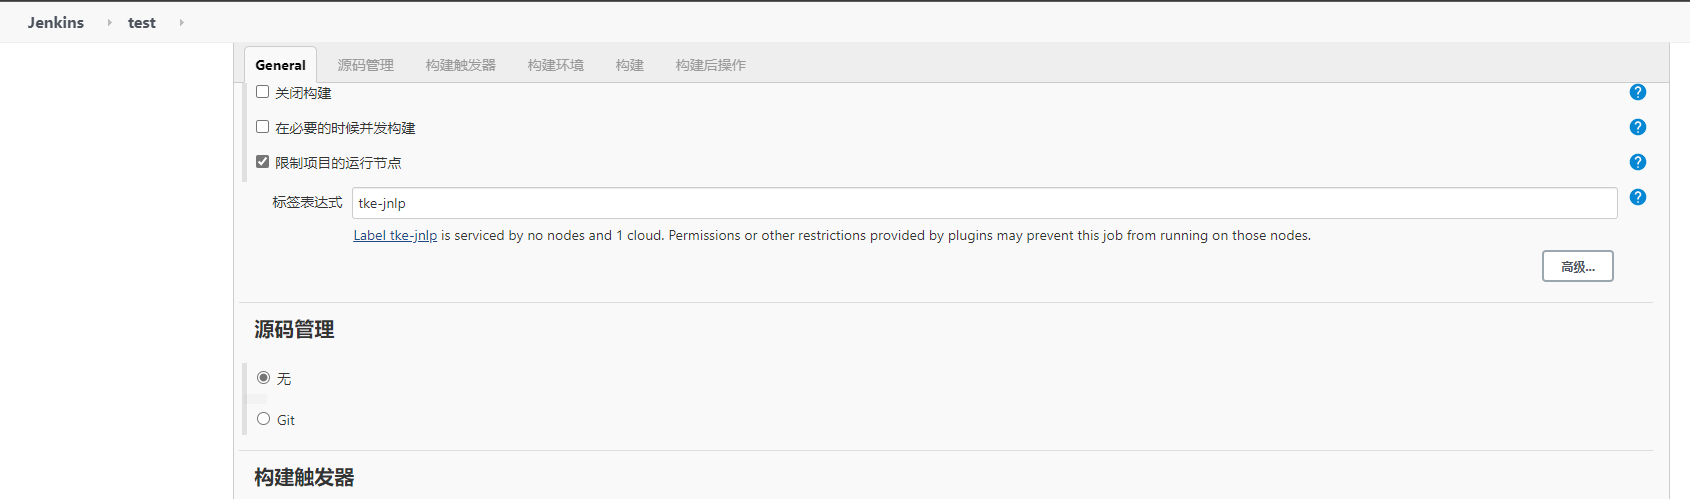 Jenkins test
General 源码管理 构建触发器 构建环境 构建 构建后操作
关闭构建
在必要的时候并发构建
限制项目的运行节点
标签表达式 tke-jnlp
Label tke-jnlp is serviced by no nodes and 1 cloud. Permissions or other restrictions provided by plugins may prevent this job from running on those nodes.
高级...
源码管理
无
Git
构建触发器